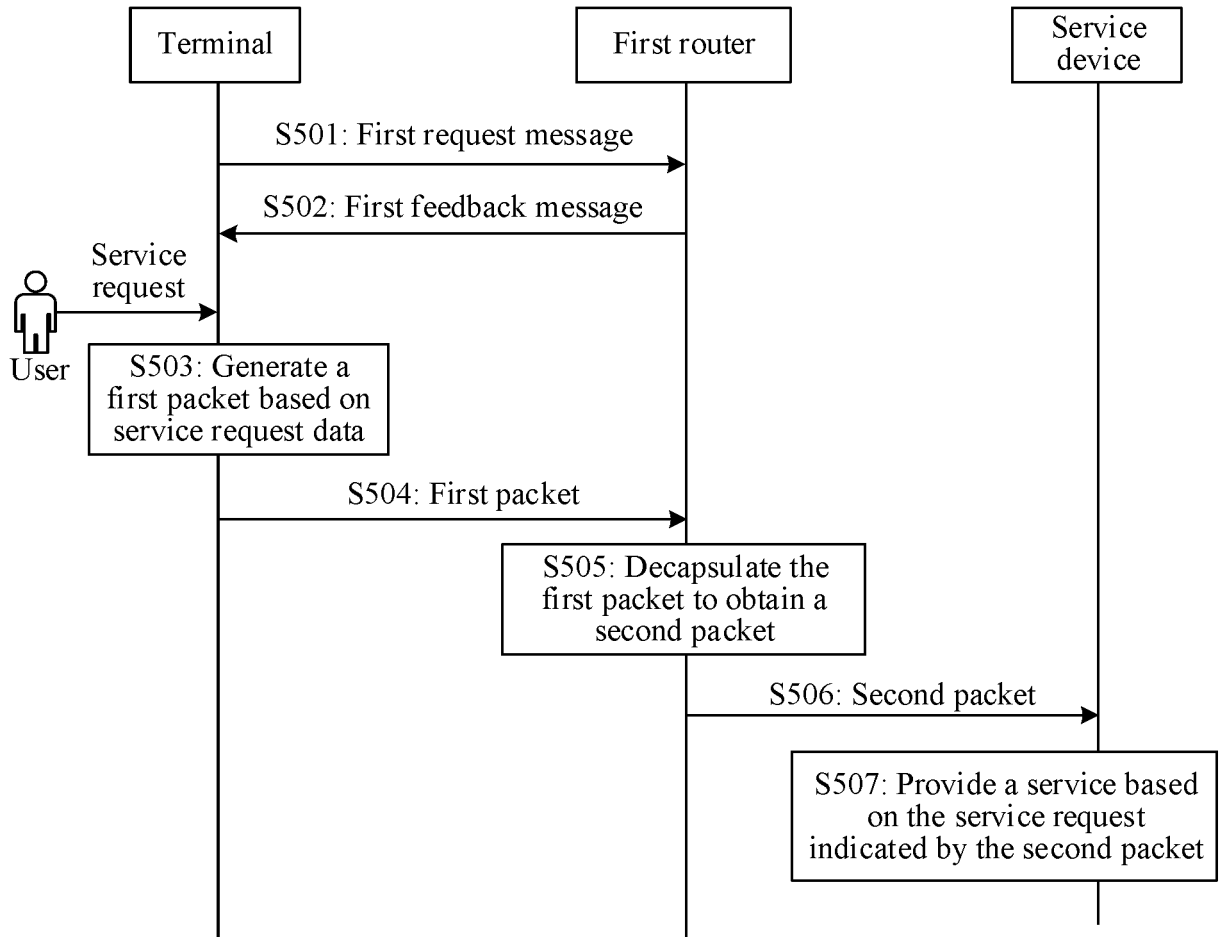 Terminal
First router
Service
device
S501: First request message
S502: First feedback message
Service
request
User
S503: Generate a
first packet based on
service request data
S504: First packet
S505: Decapsulate the
first packet to obtain a
second packet
S506: Second packet
S507: Provide a service based
on the service request
indicated by the second packet